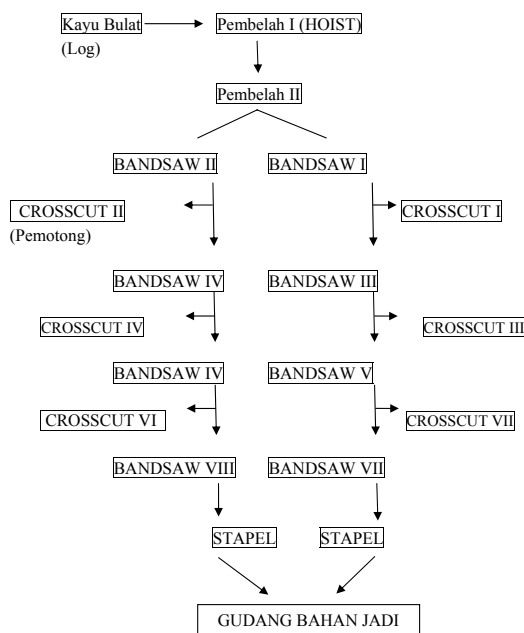 Kayu Bulat
Pembelah I (HOIST)
(Log)
Pembelah II
BANDSAW II
BANDSAW I
CROSSCUT II
CROSSCUT I
(Pemotong)
BANDSAW IV
BANDSAW III
CROSSCUT IV
CROSSCUT III
BANDSAW IV
BANDSAW V
CROSSCUT VI
CROSSCUT VII
BANDSAW VIII
BANDSAW VII
STAPEL
STAPEL
GUDANG BAHAN JADI